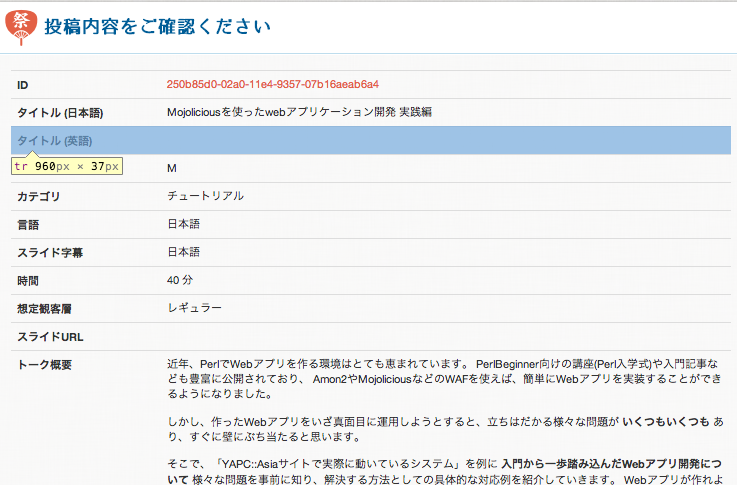 祭 投稿内容をご確認ください
ID 250b85d0-02a0-11e4-9357-07b16aeab6a4
タイトル (日本語) Mojoliciousを使ったwebアプリケーション開発 実践編
タイトル (英語)
tr 960px × 37px
M
カテゴリ チュートリアル
言語 日本語
スライド字幕 日本語
時間 40 分
想定観客層 レギュラー
スライドURL
トーク概要 近年、PerlでWebアプリを作る環境はとても恵まれています。 PerlBeginner向けの講座(Perl入学式)や入門記事な
ども豊富に公開されており、 Amon2やMojoliciousなどのWAFを使えば、簡単にWebアプリを実装することができ
るようになりました。
しかし、作ったWebアプリをいざ真面目に運用しようとすると、立ちはだかる様々な問題が いくつもいくつも あ
り、すぐに壁にぶち当たると思います。
そこで、「YAPC::Asiaサイトで実際に動いているシステム」を例に 入門から一歩踏み込んだWebアプリ開発につ
いて 様々な問題を事前に知り、解決する方法としての具体的な対応例を紹介していきます。 Webアプリが作れよ